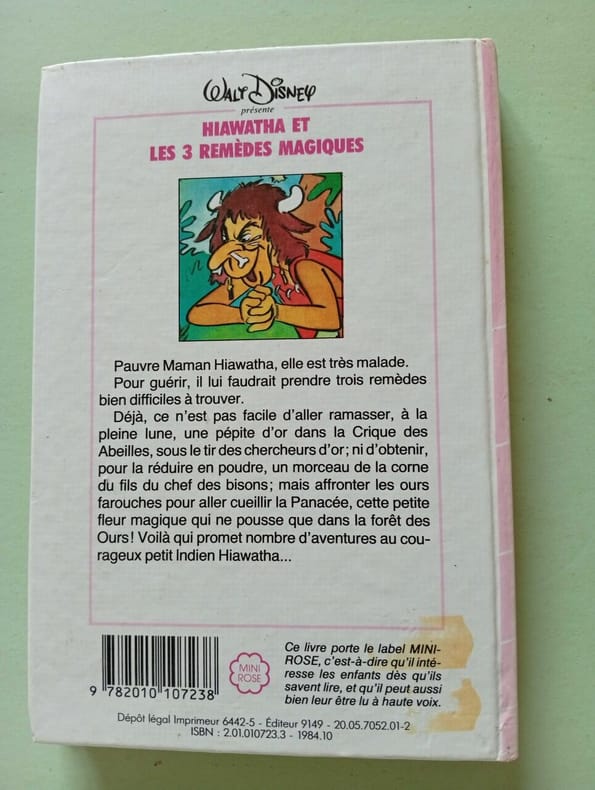 WALT DISNEY
présente
HIAWATHA ET
LES 3 REMÈDES MAGIQUES
Pauvre Maman Hiawatha, elle est très malade.
Pour guérir, il lui faudrait prendre trois remèdes
bien difficiles à trouver.
Déjà, ce n'est pas facile d'aller ramasser, à la
pleine lune, une pépite d'or dans la Crique des
Abeilles, sous le tir des chercheurs d'or; ni d'obtenir,
pour la réduire en poudre, un morceau de la corne
du fils du chef des bisons; mais affronter les ours
farouches pour aller cueillir la Panacée, cette petite
fleur magique qui ne pousse que dans la forêt des
Ours! Voilà qui promet nombre d'aventures au cou-
rageux petit Indien Hiawatha...
9 782010 107238
MINI
ROSE
Ce livre porte le label MINI-
ROSE, c'est-à-dire qu'il inté-
resse les enfants dès qu'ils
savent lire, et qu'il peut aussi
bien leur être lu à haute voix.
Dépôt légal Imprimeur 6442-5 - Éditeur 9149 - 20.05.7052.01-2
ISBN : 2.01.010723.3 - 1984.10